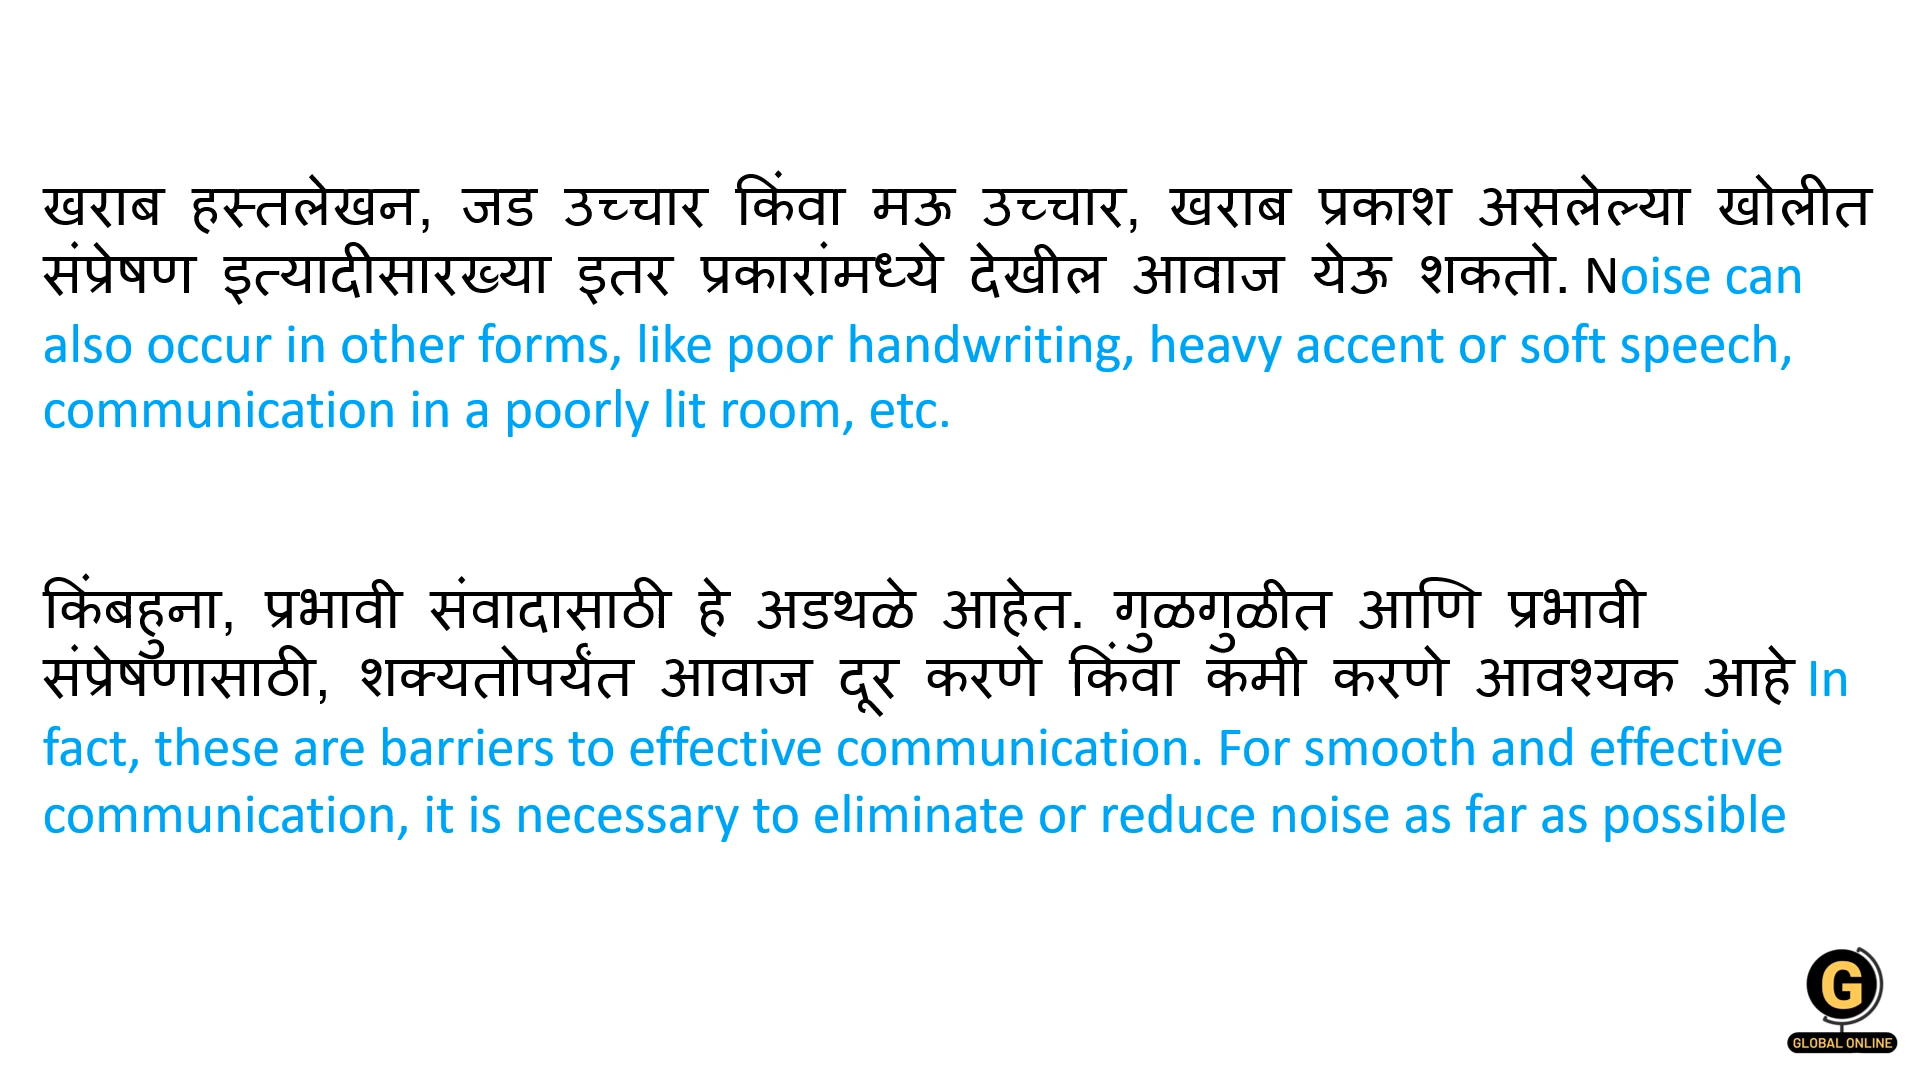 खराब हस्तलेखन, जड उच्चार किंवा मऊ उच्चार, खराब प्रकाश असलेल्या खोलीत
संप्रेषण इत्यादीसारख्या इतर प्रकारांमध्ये देखील आवाज येऊ शकतो. Noise can
also occur in other forms, like poor handwriting, heavy accent or soft speech,
communication in a poorly lit room, etc.
किंबहुना, प्रभावी संवादासाठी हे अडथळे आहेत. गुळगुळीत आणि प्रभावी
संप्रेषणासाठी, शक्यतोपर्यंत आवाज दूर करणे किंवा कमी करणे आवश्यक आहे In
fact, these are barriers to effective communication. For smooth and effective
communication, it is necessary to eliminate or reduce noise as far as possible
G
GLOBAL ONLINE